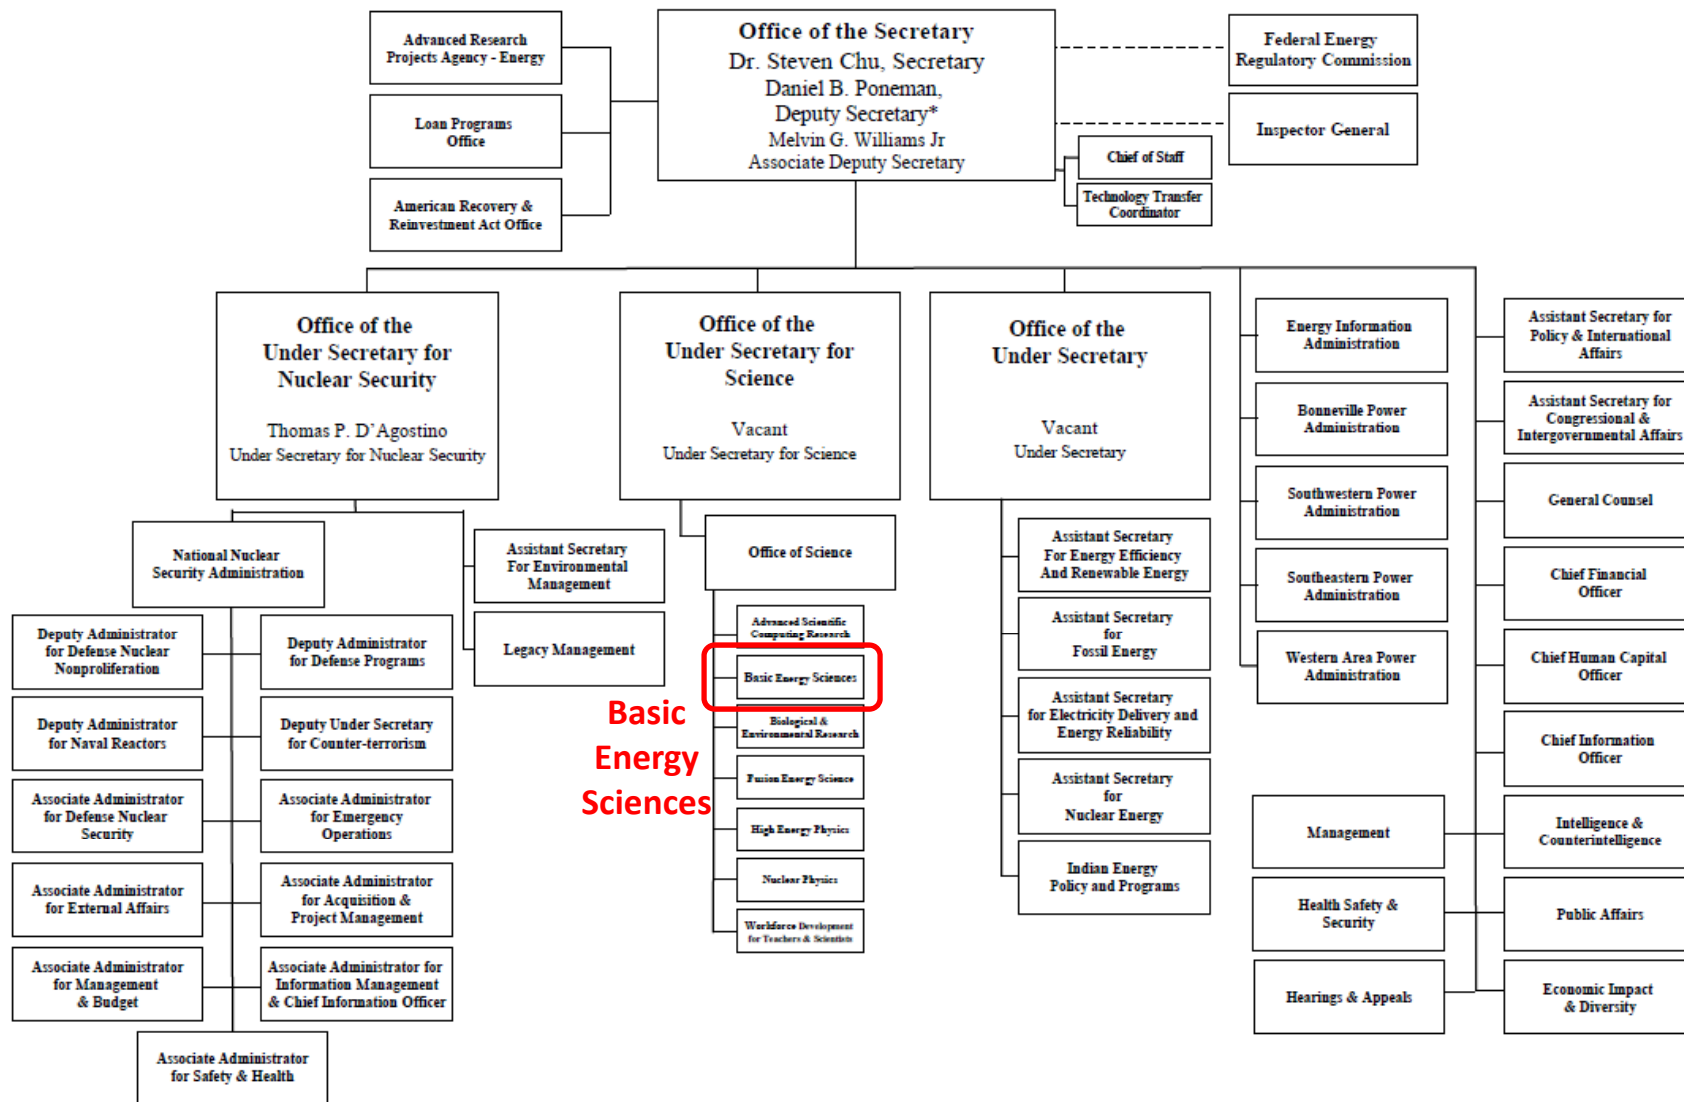 Advanced Research
Projects Agency - Energy
Loan Programs
Office
American Recovery &
Reinvestment Act Office
Office of the Secretary
Dr. Steven Chu, Secretary
Daniel B. Poneman,
Deputy Secretary*
Melvin G. Williams Jr
Associate Deputy Secretary
Federal Energy
Regulatory Commission
Inspector General
Chief of Staff
Technology Transfer
Coordinator
Office of the
Under Secretary for
Nuclear Security
Thomas P. D'Agostino
Under Secretary for Nuclear Security
Office of the
Under Secretary for
Science
Vacant
Under Secretary for Science
Office of the
Under Secretary
Vacant
Under Secretary
National Nuclear
Security Administration
Deputy Administrator
for Defense Nuclear
Nonproliferation
Deputy Administrator
for Defense Programs
Deputy Administrator
for Naval Reactors
Deputy Under Secretary
for Counter-terrorism
Associate Administrator
for Defense Nuclear
Security
Associate Administrator
for Emergency
Operations
Associate Administrator
for External Affairs
Associate Administrator
for Acquisition &
Project Management
Associate Administrator
for Management
& Budget
Associate Administrator for
Information Management
& Chief Information Officer
Associate Administrator
for Safety & Health
Assistant Secretary
For Environmental
Management
Legacy Management
Office of Science
Advanced Scientific
Computing Research
Basic Energy Sciences
Basic
Energy
Sciences
Biological &
Environmental Research
Fusion Energy Science
High Energy Physics
Nuclear Physics
Workforce Development
for Teachers & Scientists
Assistant Secretary
For Energy Efficiency
And Renewable Energy
Assistant Secretary
for
Fossil Energy
Assistant Secretary
for Electricity Delivery and
Energy Reliability
Assistant Secretary
for
Nuclear Energy
Indian Energy
Policy and Programs
Energy Information
Administration
Bonneville Power
Administration
Southwestern Power
Administration
Southeastern Power
Administration
Western Area Power
Administration
Management
Health Safety &
Security
Hearings & Appeals
Assistant Secretary for
Policy & International
Affairs
Assistant Secretary for
Congressional &
Intergovernmental Affairs
General Counsel
Chief Financial
Officer
Chief Human Capital
Officer
Chief Information
Officer
Intelligence &
Counterintelligence
Public Affairs
Economic Impact
& Diversity